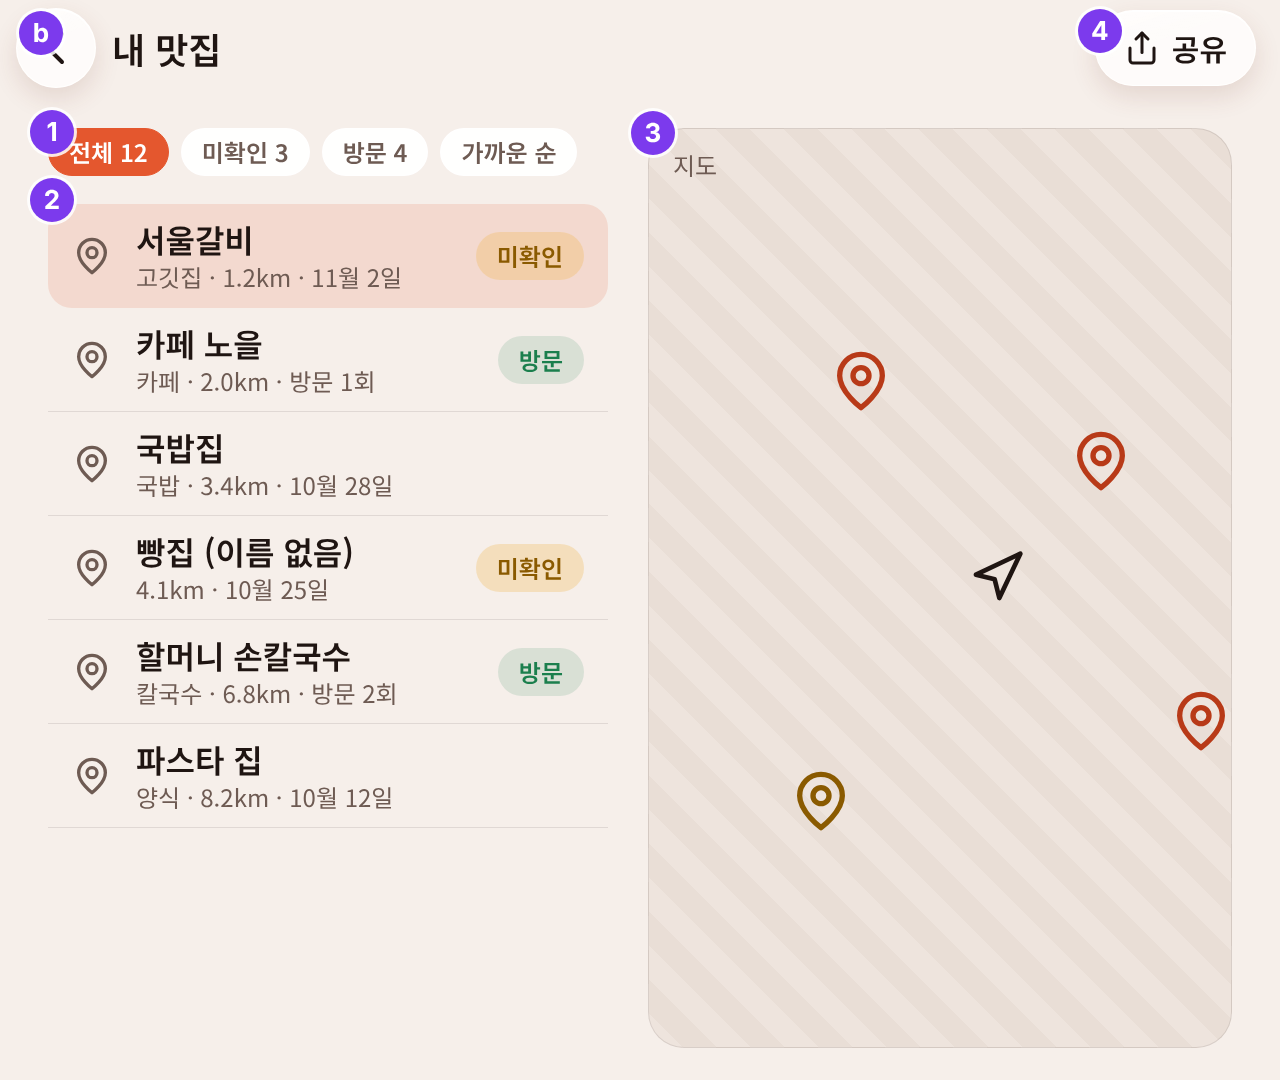 b
내 맛집
4
공유
1
전체 12
미확인 3
방문 4
가까운 순
2
서울갈비
고깃집 · 1.2km · 11월 2일
미확인
카페 노을
카페 · 2.0km · 방문 1회
방문
국밥집
국밥 · 3.4km · 10월 28일
빵집 (이름 없음)
4.1km · 10월 25일
미확인
할머니 손칼국수
칼국수 · 6.8km · 방문 2회
방문
파스타 집
양식 · 8.2km · 10월 12일
3
지도